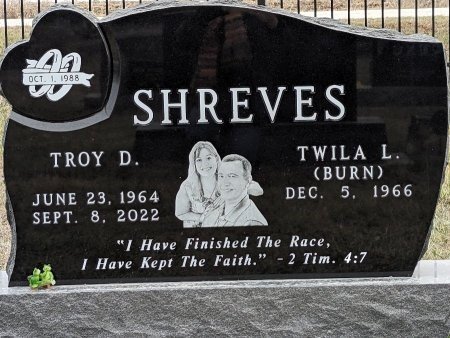 OCT. 1, 1988
SHREVES
TROY D.
JUNE 23, 1964
SEPT. 8, 2022
TWILA L.
(BURN)
DEC. 5, 1966
"I Have Finished The Race,
I Have Kept The Faith." - 2 Tim. 4:7